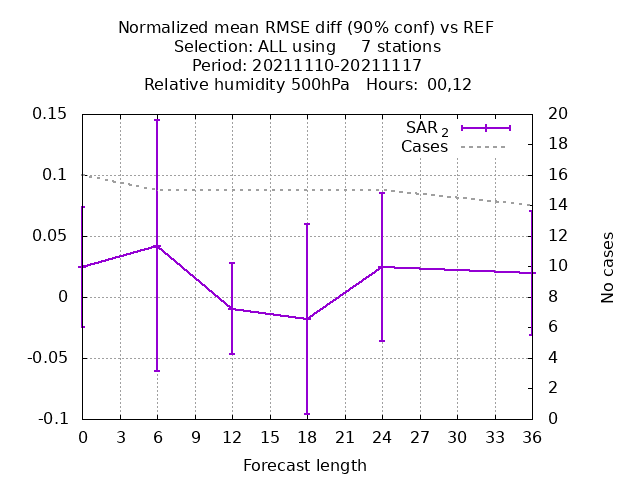 Normalized mean RMSE diff (90% conf) vs REF
Selection: ALL using 7 stations
Period: 20211110-20211117
Relative humidity 500hPa Hours: 00,12
SAR 2
Cases
0.15
0.1
0.05
0
-0.05
-0.1
20
18
16
14
12
10
8
6
4
2
0
No cases
0 3 6 9 12 15 18 21 24 27 30 33 36
Forecast length